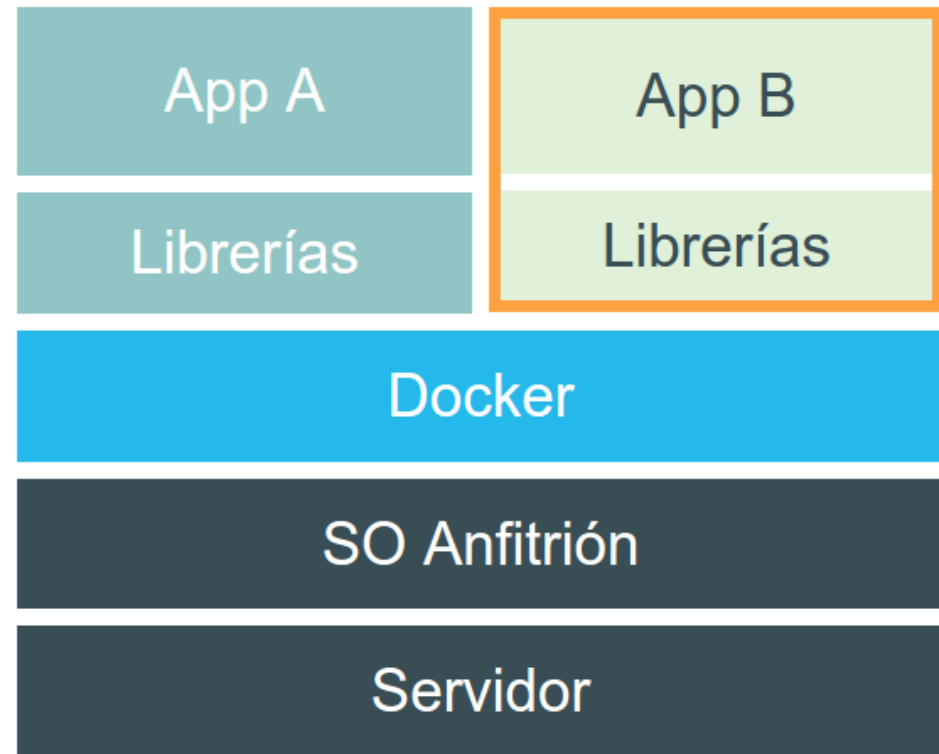 App A
App B
Librerías
Librerías
Docker
SO Anfitrión
Servidor